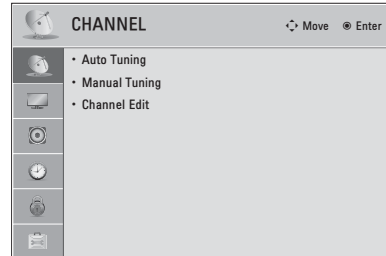 CHANNEL
Move Enter
• Auto Tuning
• Manual Tuning
• Channel Edit